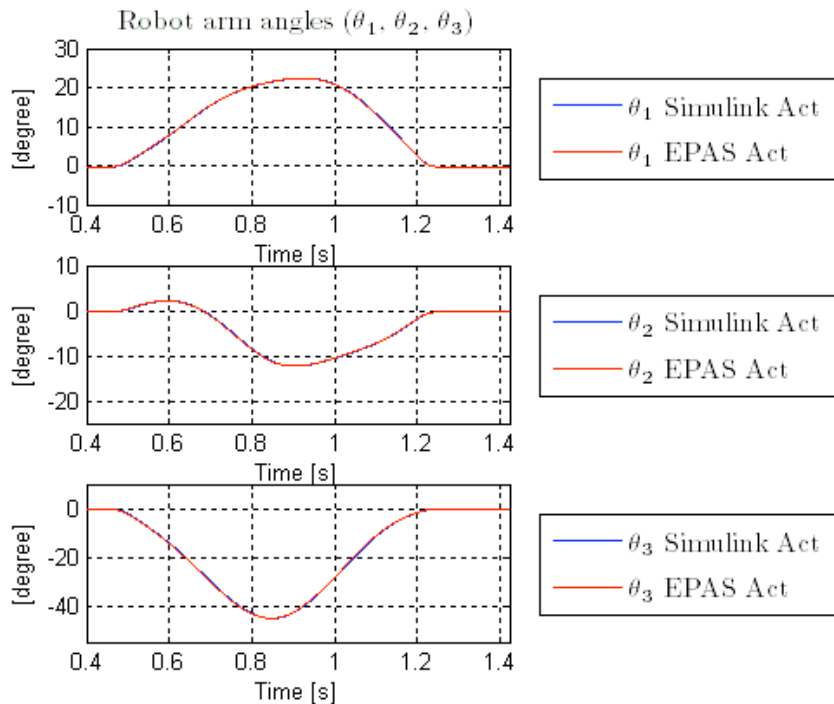 Robot arm angles (θ₁, θ₂, θ₃)
30
20
10
0
-10
[degree]
0.4 0.6 0.8 1 1.2 1.4
Time [s]
θ₁ Simulink Act
θ₁ EPAS Act
10
0
-10
-20
[degree]
0.4 0.6 0.8 1 1.2 1.4
Time [s]
θ₂ Simulink Act
θ₂ EPAS Act
0
-20
-40
[degree]
0.4 0.6 0.8 1 1.2 1.4
Time [s]
θ₃ Simulink Act
θ₃ EPAS Act